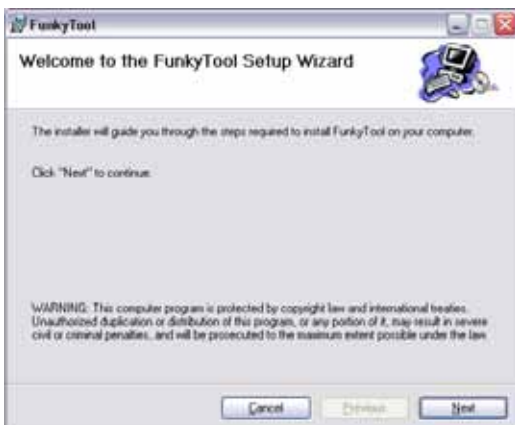 FunkyTool
Welcome to the FunkyTool Setup Wizard
The installer will guide you through the steps required to install FunkyTool on your computer.
Click "Next" to continue.
WARNING: This computer program is protected by copyright law and international treaties.
Unauthorized duplication or distribution of this program, or any portion of it, may result in severe
civil or criminal penalties, and will be prosecuted to the maximum extent possible under the law.
Cancel
Previous
Next